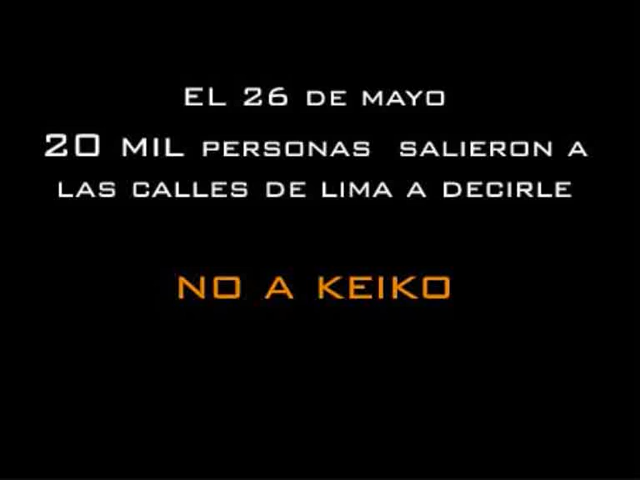 EL 26 DE MAYO
20 MIL PERSONAS SALIERON A
LAS CALLES DE LIMA A DECIRLE
NO A KEIKO